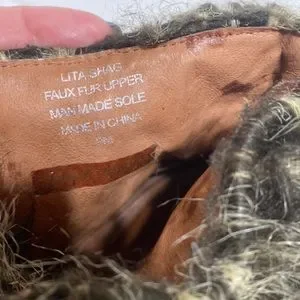 LITA SHAG
FAUX FUR UPPER
MAN MADE SOLE
MADE IN CHINA